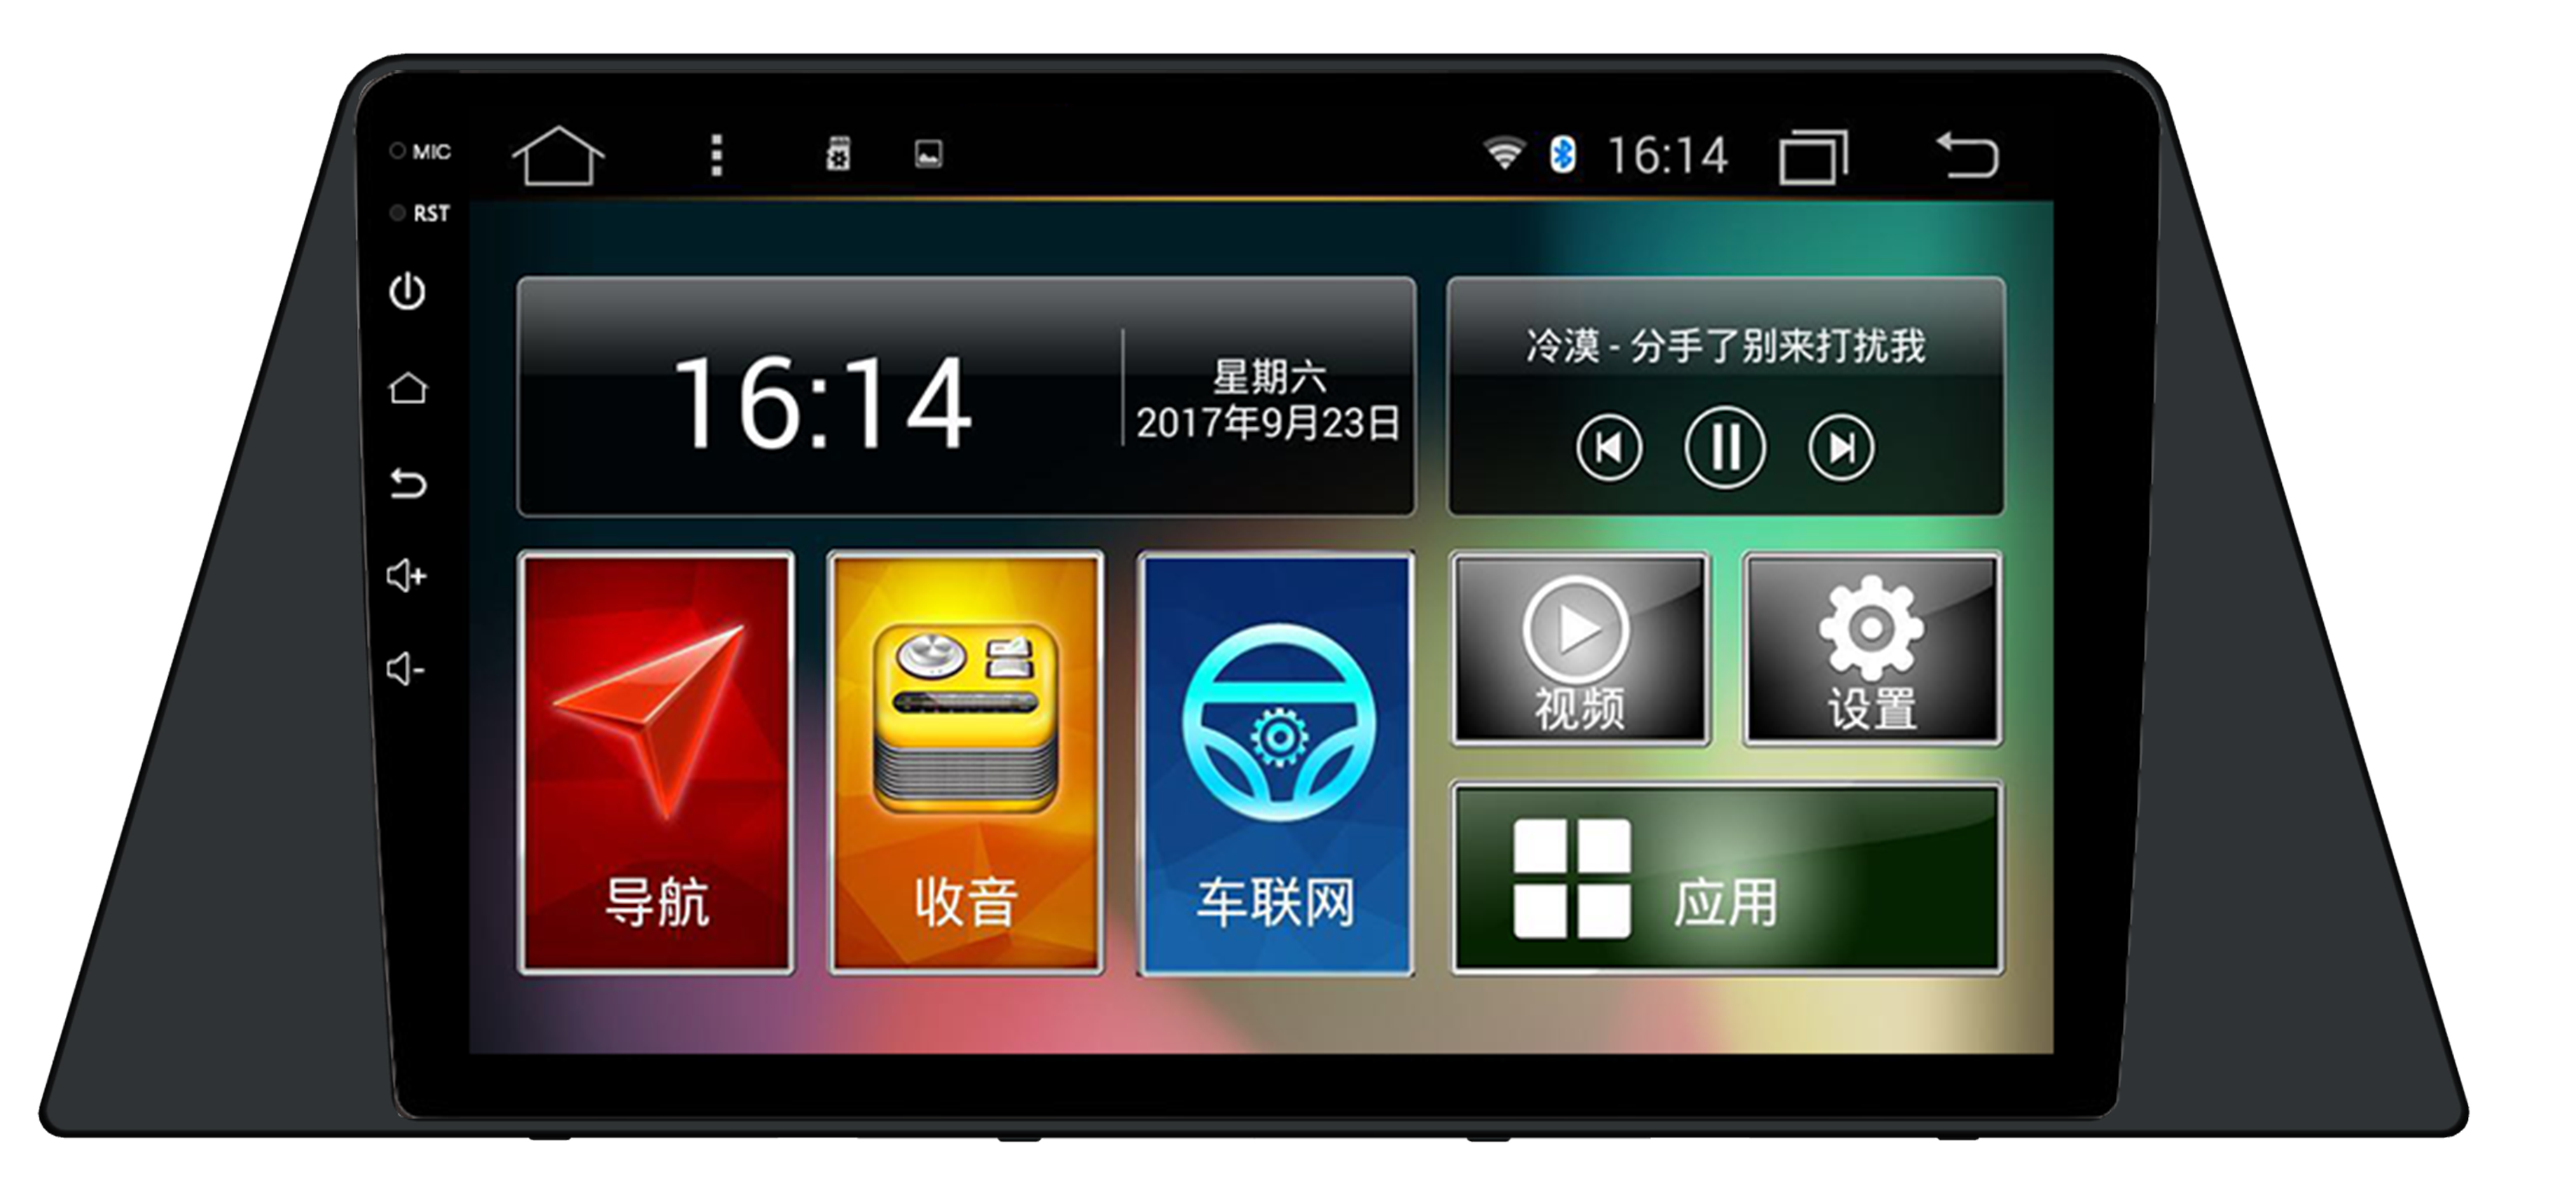 MIC
RST
16:14
16:14
星期六
2017年9月23日
冷漠 - 分手了别来打扰我
视频
设置
导航
收音
车联网
应用